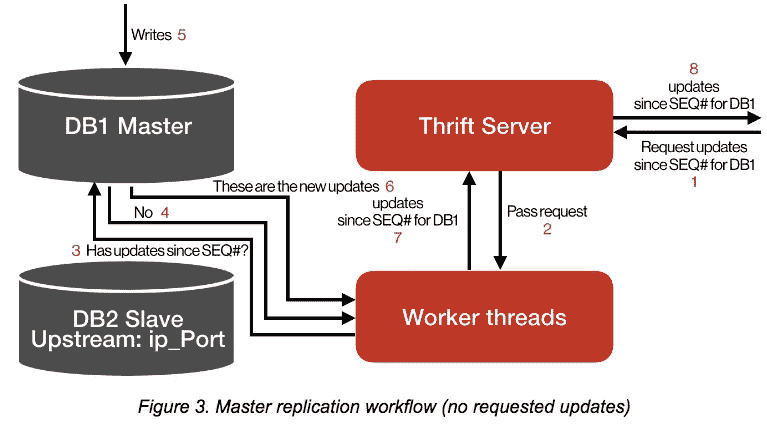 Writes 5
DB1 Master
Thrift Server
8
updates
since SEQ# for DB1
Request updates
since SEQ# for DB1
1
These are the new updates 6
updates
since SEQ# for DB1
7
No 4
Pass request
2
3 Has updates since SEQ#?
DB2 Slave
Upstream: ip_Port
Worker threads
Figure 3. Master replication workflow (no requested updates)